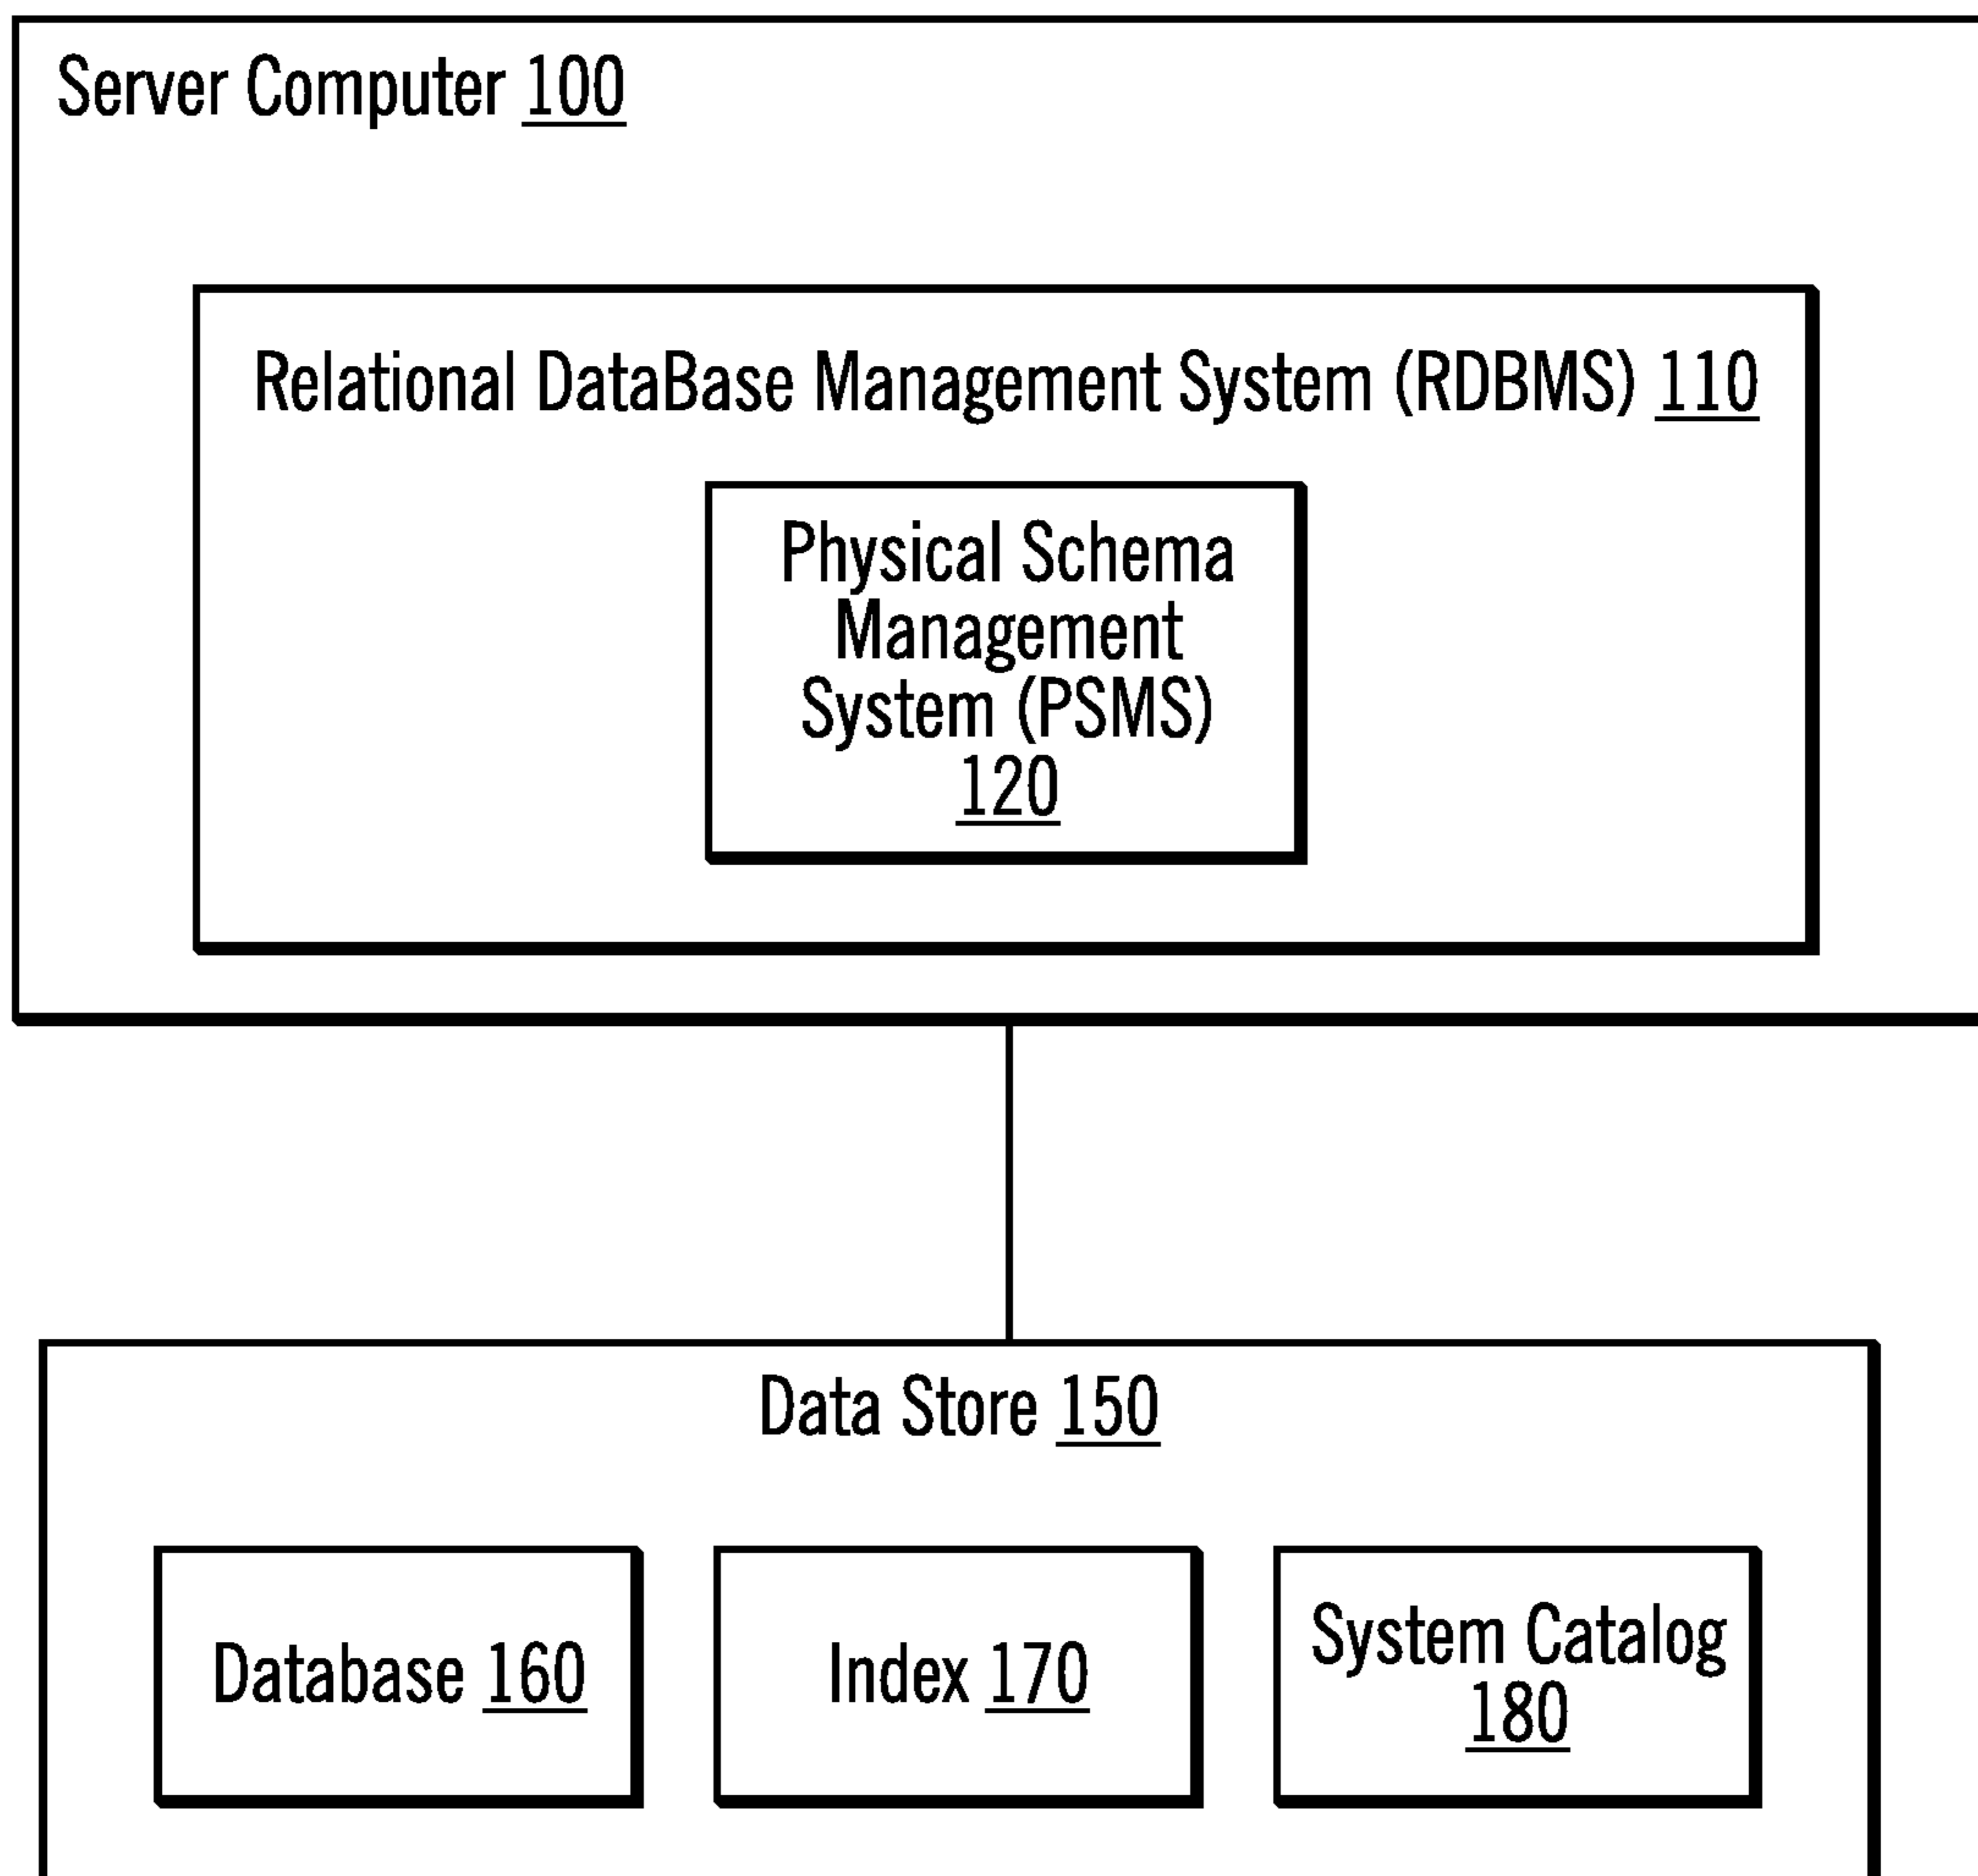 Server Computer 100
Relational DataBase Management System (RDBMS) 110
Physical Schema
Management
System (PSMS)
120
Data Store 150
Database 160
Index 170
System Catalog
180